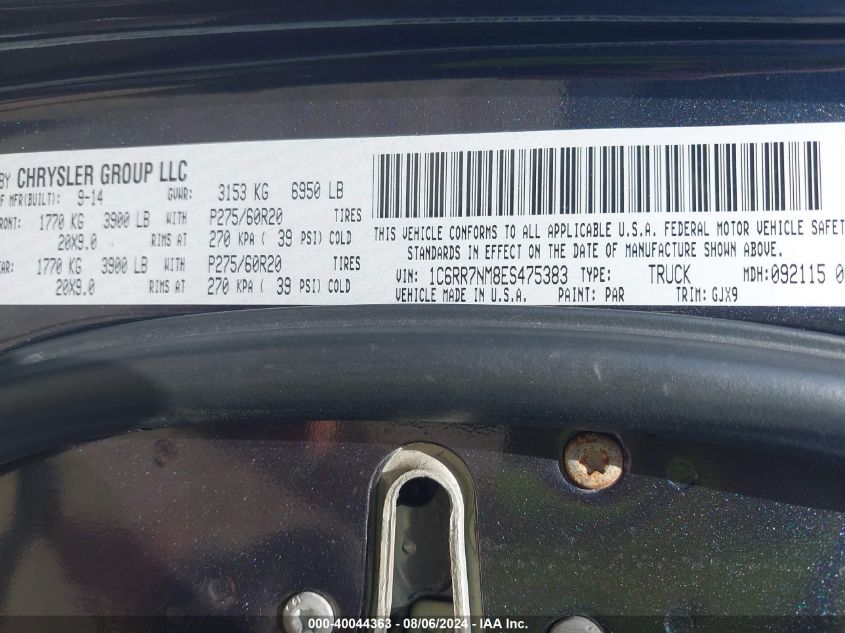 BY CHRYSLER GROUP LLC
F MFR(BUILT): 9-14 GVWR: 3153 KG 6950 LB
FRONT: 1770 KG 3900 LB WITH P275/60R20 TIRES
20X9.0 RIMS AT 270 KPA ( 39 PSI) COLD
AR: 1770 KG 3900 LB WITH P275/60R20 TIRES
20X9.0 RIMS AT 270 KPA ( 39 PSI) COLD
THIS VEHICLE CONFORMS TO ALL APPLICABLE U.S.A. FEDERAL MOTOR VEHICLE SAFET
STANDARDS IN EFFECT ON THE DATE OF MANUFACTURE SHOWN ABOVE.
VIN: 1C6RR7NM8ES475383 TYPE: TRUCK MDH:092115 0
VEHICLE MADE IN U.S.A. PAINT: PAR TRIM: GJX9
000-40044363 - 08/06/2024 - IAA Inc.